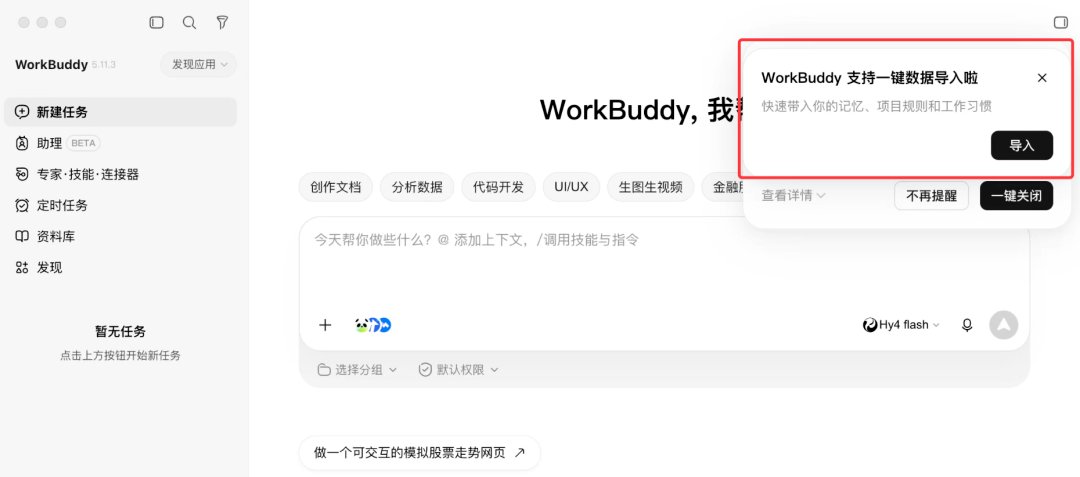 WorkBuddy 5.11.3
发现应用
新建任务
助理 BETA
专家·技能·连接器
定时任务
资料库
发现
暂无任务
点击上方按钮开始新任务
WorkBuddy, 我
创作文档
分析数据
代码开发
UI/UX
生图生视频
金融
今天帮你做些什么？@ 添加上下文，/调用技能与指令
Hy4 flash
选择分组
默认权限
做一个可交互的模拟股票走势网页
WorkBuddy 支持一键数据导入啦
快速带入你的记忆、项目规则和工作习惯
导入
查看详情
不再提醒
一键关闭